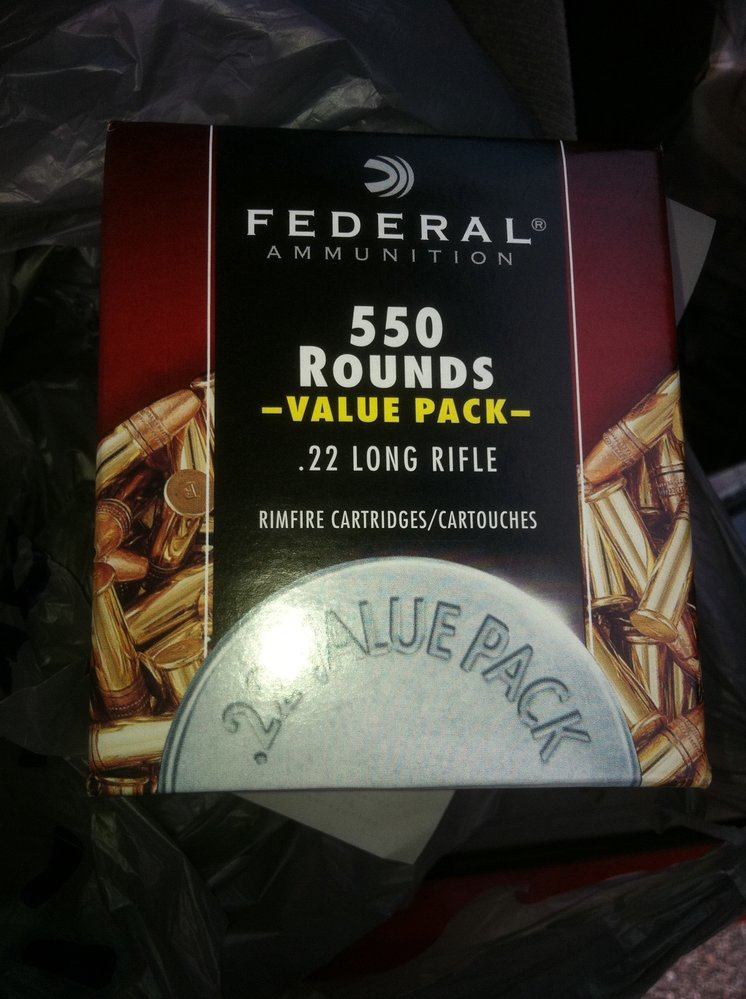 FEDERAL®
AMMUNITION
550
ROUNDS
–VALUE PACK–
.22 LONG RIFLE
RIMFIRE CARTRIDGES/CARTOUCHES
.22 VALUE PACK
F